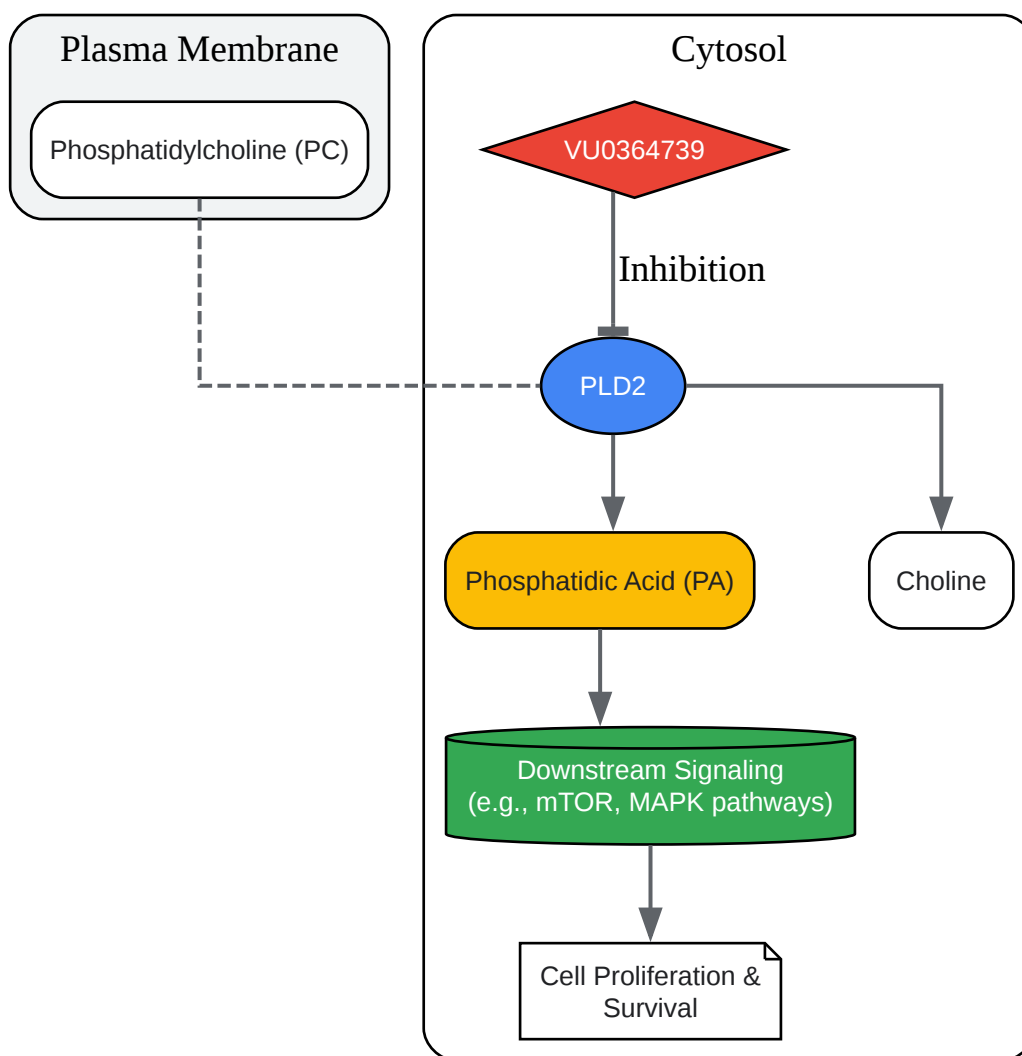 Plasma Membrane
Phosphatidylcholine (PC)
Cytosol
VU0364739
Inhibition
PLD2
Phosphatidic Acid (PA)
Choline
Downstream Signaling
(e.g., mTOR, MAPK pathways)
Cell Proliferation &
Survival